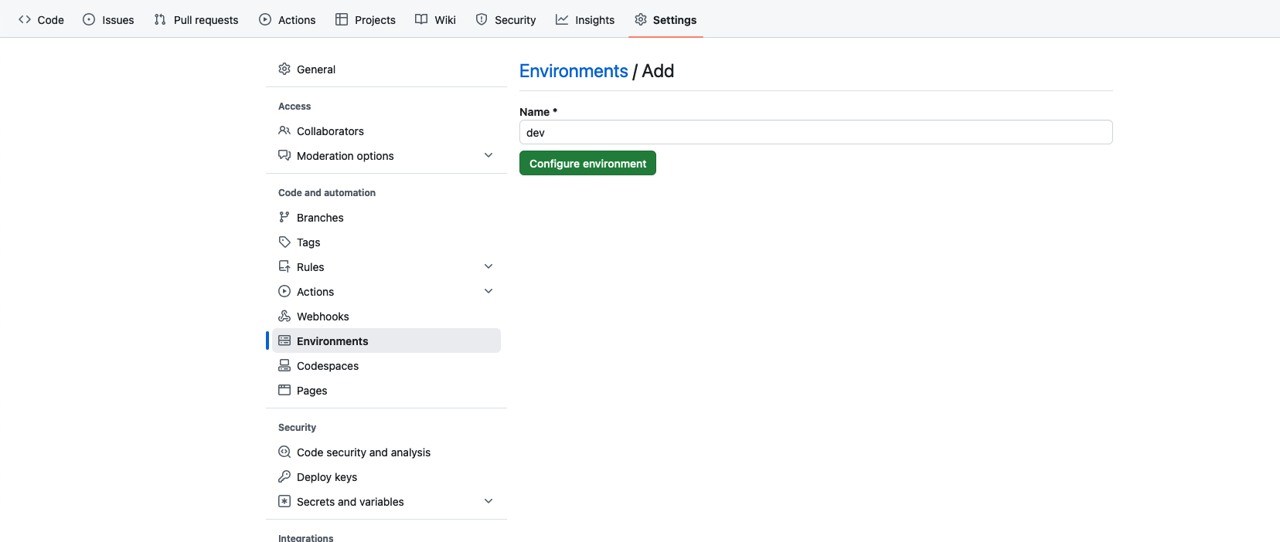 Code Issues Pull requests Actions Projects Wiki Security Insights Settings
General
Access
Collaborators
Moderation options
Code and automation
Branches
Tags
Rules
Actions
Webhooks
Environments
Codespaces
Pages
Security
Code security and analysis
Deploy keys
Secrets and variables
Integrations
Environments / Add
Name *
dev
Configure environment